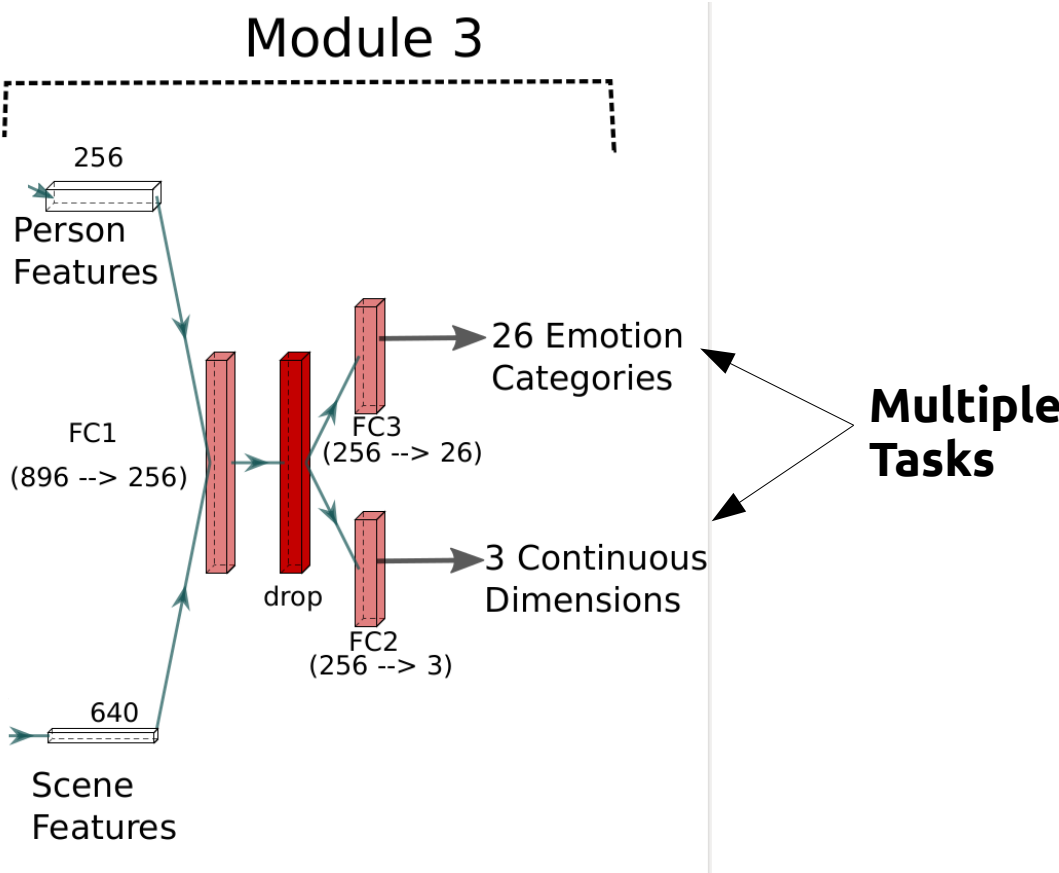 Module 3
256
Person
Features
FC1
(896 --> 256)
drop
FC3
(256 --> 26)
26 Emotion
Categories
FC2
(256 --> 3)
3 Continuous
Dimensions
Multiple
Tasks
640
Scene
Features